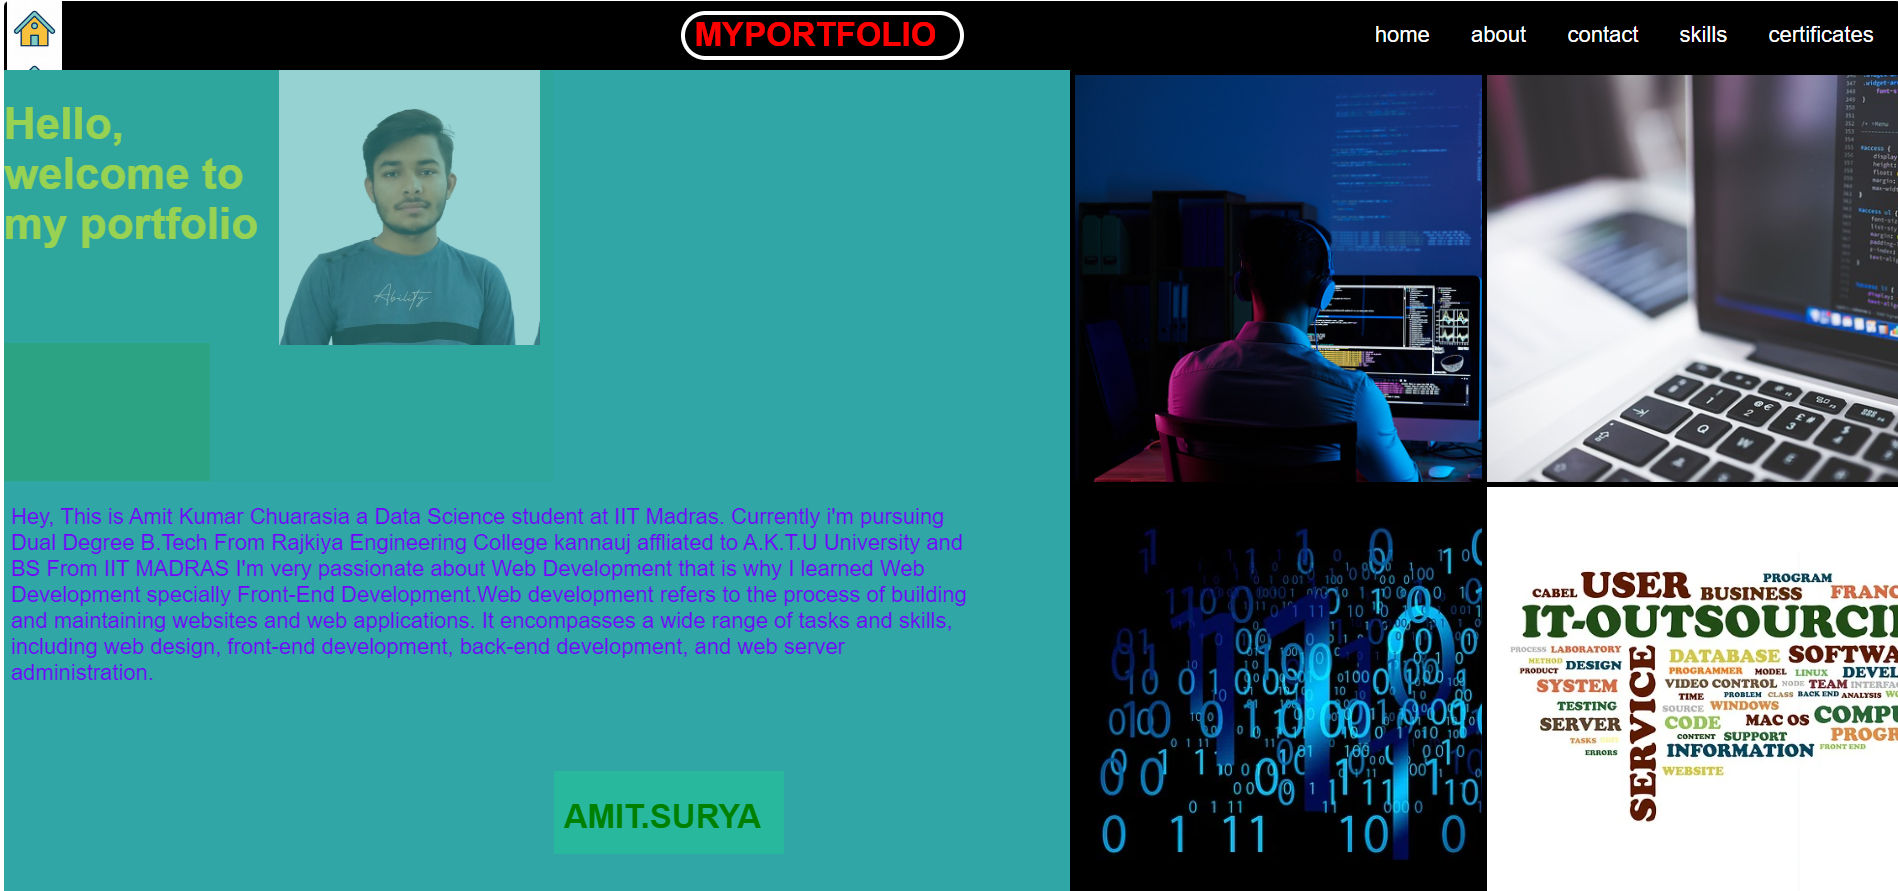 MYPORTFOLIO
home about contact skills certificates
Hello,
welcome to
my portfolio
Ability
Hey, This is Amit Kumar Chuarasia a Data Science student at IIT Madras. Currently i'm pursuing
Dual Degree B.Tech From Rajkiya Engineering College kannauj affliated to A.K.T.U University and
BS From IIT MADRAS I'm very passionate about Web Development that is why I learned Web
Development specially Front-End Development.Web development refers to the process of building
and maintaining websites and web applications. It encompasses a wide range of tasks and skills,
including web design, front-end development, back-end development, and web server
administration.
AMIT.SURYA
PROGRAM
CABEL USER BUSINESS FRANC
IT-OUTSOURCI
PROCESS LABORATORY DATABASE SOFTWA
METHOD DESIGN
PRODUCT PROGRAMMER MODEL LINUX DEVEL
SYSTEM VIDEO CONTROL NODE TEAM INTERFAC
TIME PROBLEM CLASS BACK END ANALYSIS
TESTING SOURCE WINDOWS
SERVER CODE MAC OS COMPU
CONTENT SUPPORT PROGR
TASKS
ERRORS INFORMATION FRONT END
WEBSITE
SERVICE